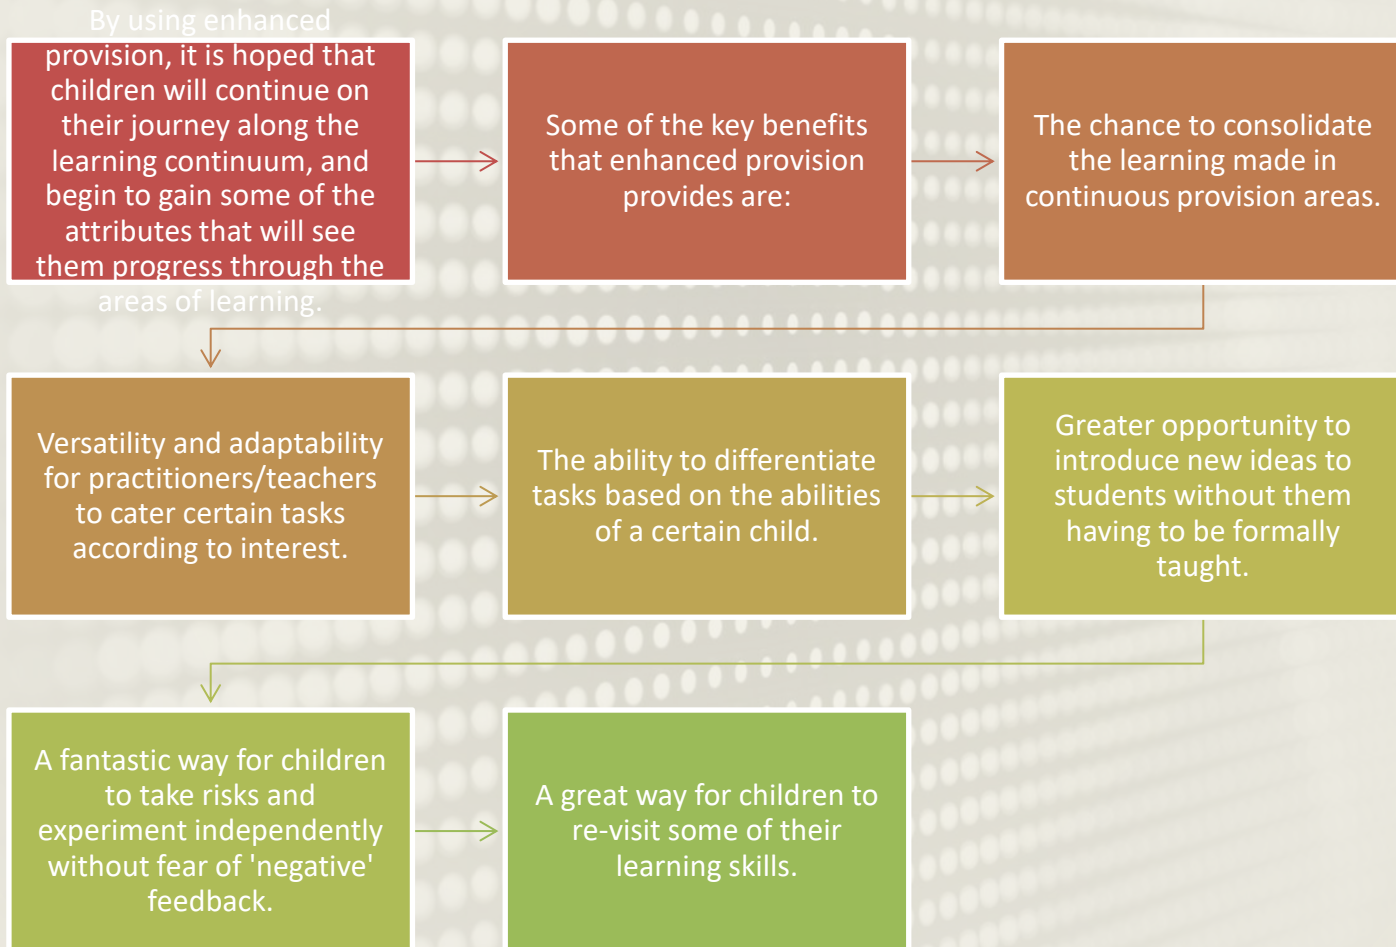 By using enhanced
provision, it is hoped that
children will continue on
their journey along the
learning continuum, and
begin to gain some of the
attributes that will see
them progress through the
areas of learning.
Some of the key benefits
that enhanced provision
provides are:
The chance to consolidate
the learning made in
continuous provision areas.
Versatility and adaptability
for practitioners/teachers
to cater certain tasks
according to interest.
The ability to differentiate
tasks based on the abilities
of a certain child.
Greater opportunity to
introduce new ideas to
students without them
having to be formally
taught.
A fantastic way for children
to take risks and
experiment independently
without fear of 'negative'
feedback.
A great way for children to
re-visit some of their
learning skills.